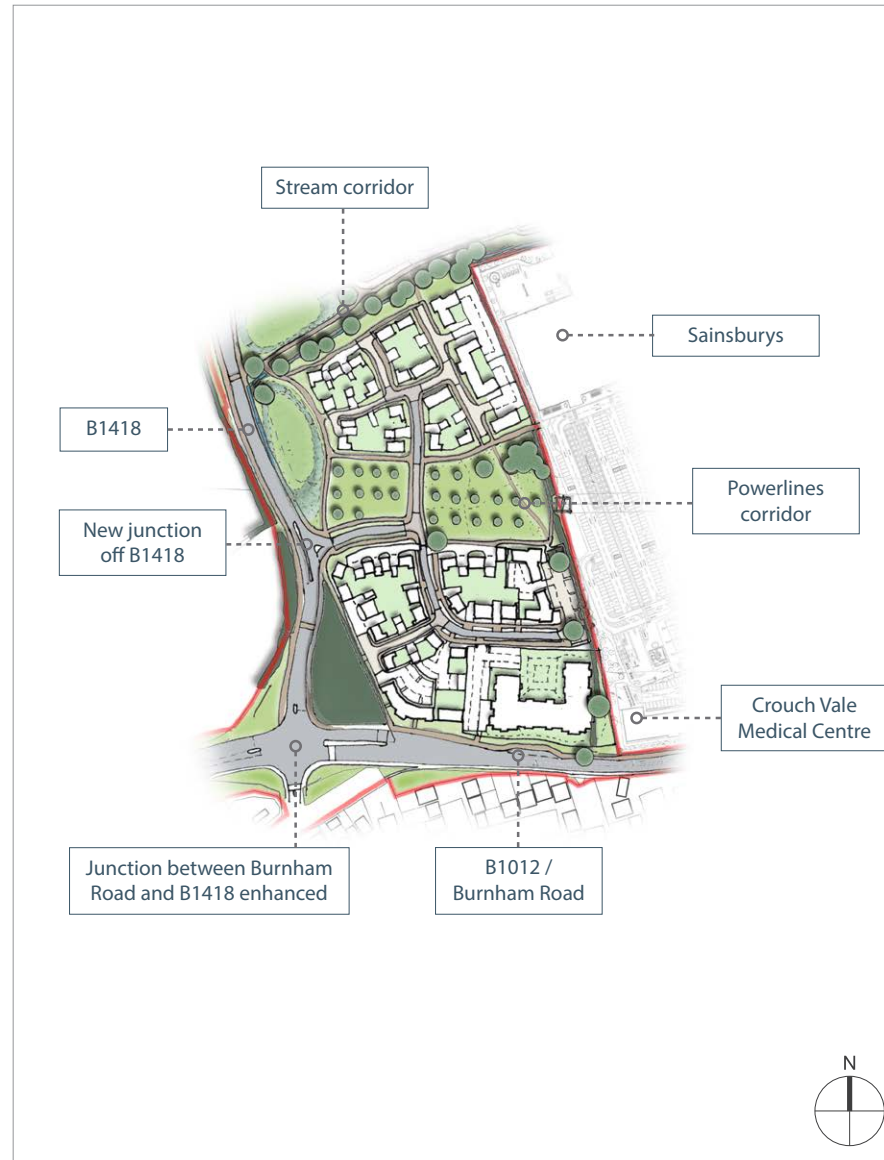 Stream corridor
Sainsburys
B1418
Powerlines
corridor
New junction
off B1418
Crouch Vale
Medical Centre
Junction between Burnham
Road and B1418 enhanced
B1012 /
Burnham Road
N